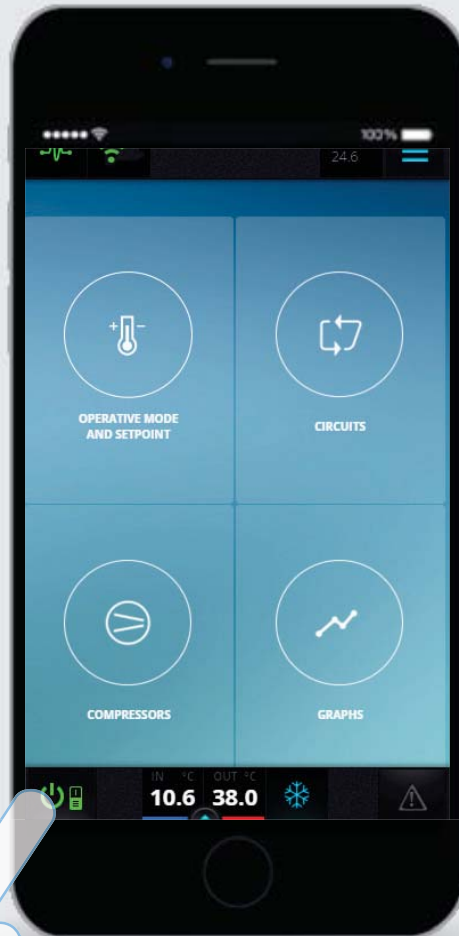 100%
24.6
OPERATIVE MODE
AND SETPOINT
CIRCUITS
COMPRESSORS
GRAPHS
IN °C OUT °C
10.6 38.0